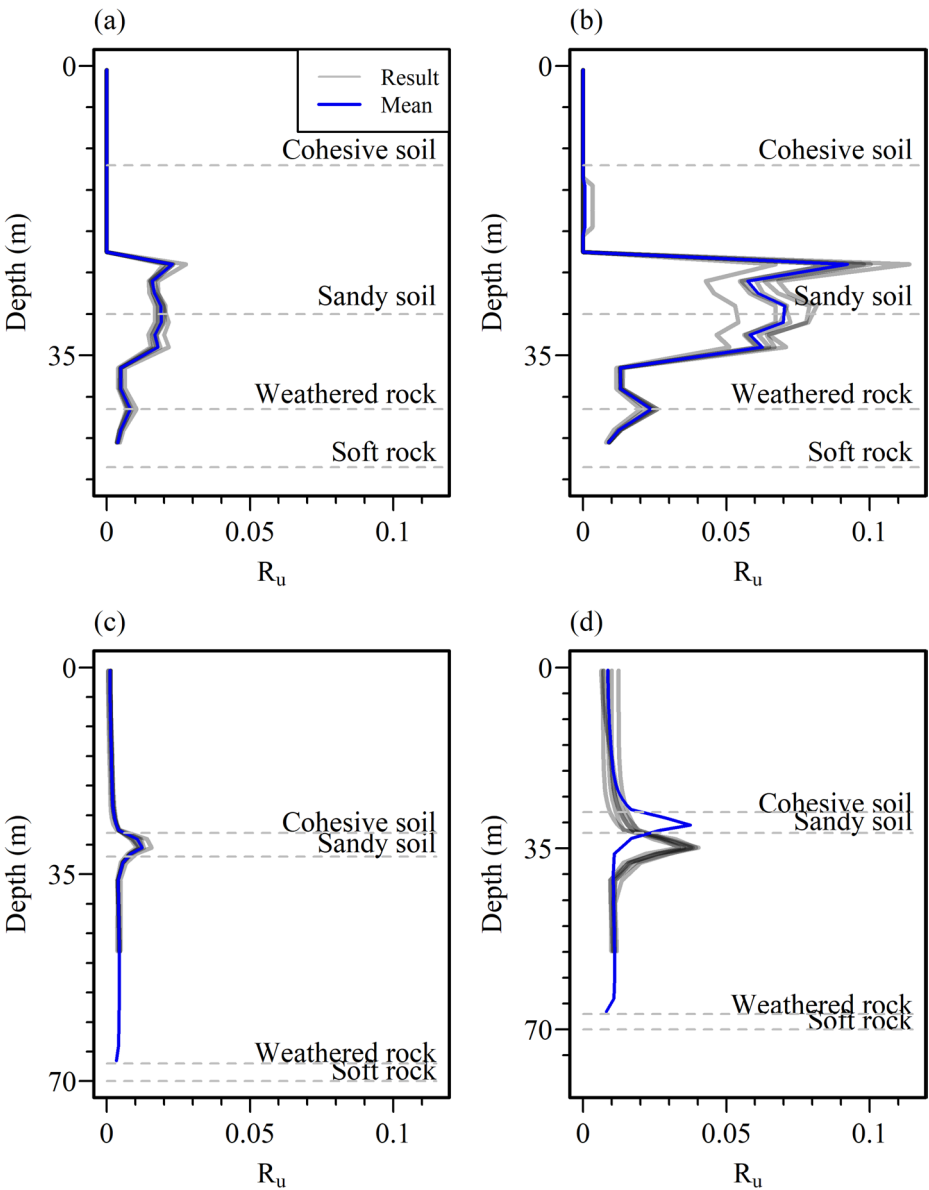 (a)
0
35
Depth (m)
Result
Mean
Cohesive soil
Sandy soil
Weathered rock
Soft rock
0
0.05
0.1
Rᵤ
(b)
0
35
Depth (m)
Cohesive soil
Sandy soil
Weathered rock
Soft rock
0
0.05
0.1
Rᵤ
(c)
0
35
70
Depth (m)
Cohesive soil
Sandy soil
Weathered rock
Soft rock
0
0.05
0.1
Rᵤ
(d)
0
35
70
Depth (m)
Cohesive soil
Sandy soil
Weathered rock
Soft rock
0
0.05
0.1
Rᵤ